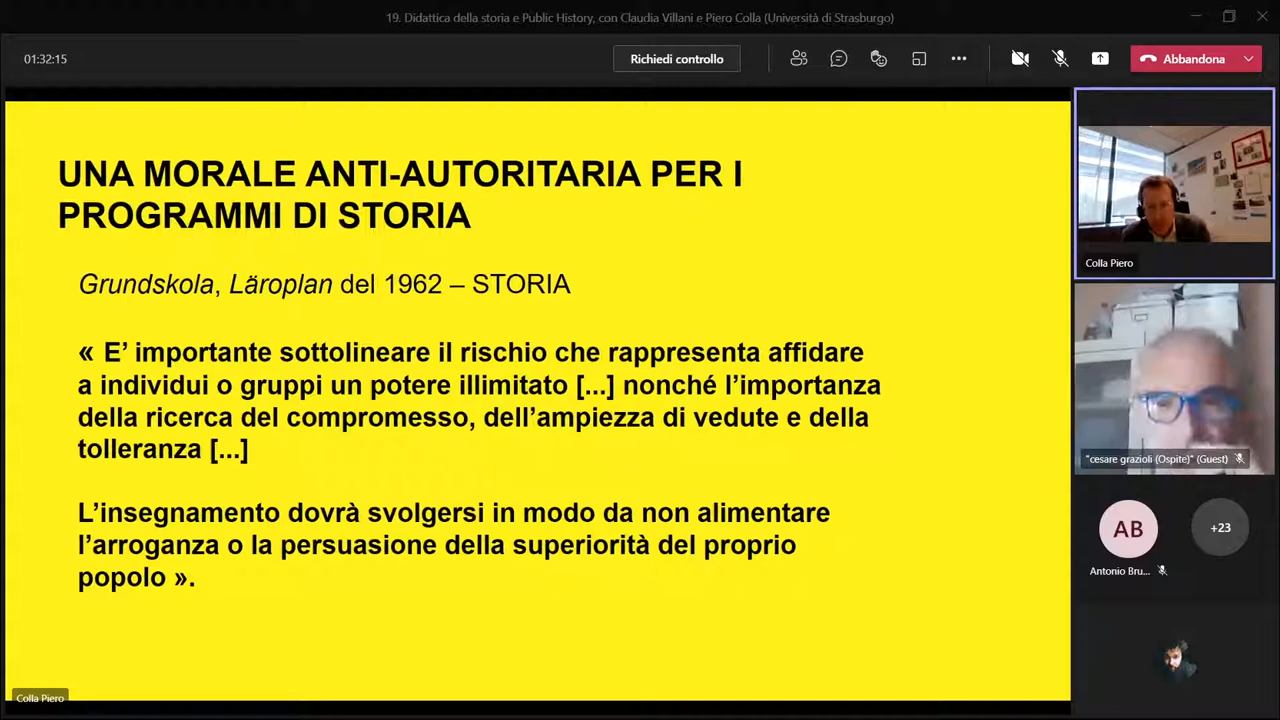 19. Didattica della storia e Public History, con Claudia Villani e Piero Colla (Università di Strasburgo)
01:32:15
Richiedi controllo
Abbandona
UNA MORALE ANTI-AUTORITARIA PER I
PROGRAMMI DI STORIA
Grundskola, Läroplan del 1962 – STORIA
« E’ importante sottolineare il rischio che rappresenta affidare
a individui o gruppi un potere illimitato [...] nonché l’importanza
della ricerca del compromesso, dell’ampiezza di vedute e della
tolleranza [...]
L’insegnamento dovrà svolgersi in modo da non alimentare
l’arroganza o la persuasione della superiorità del proprio
popolo ».
Colla Piero
Colla Piero
"cesare grazioli (Ospite)" (Guest)
AB
+23
Antonio Bru...